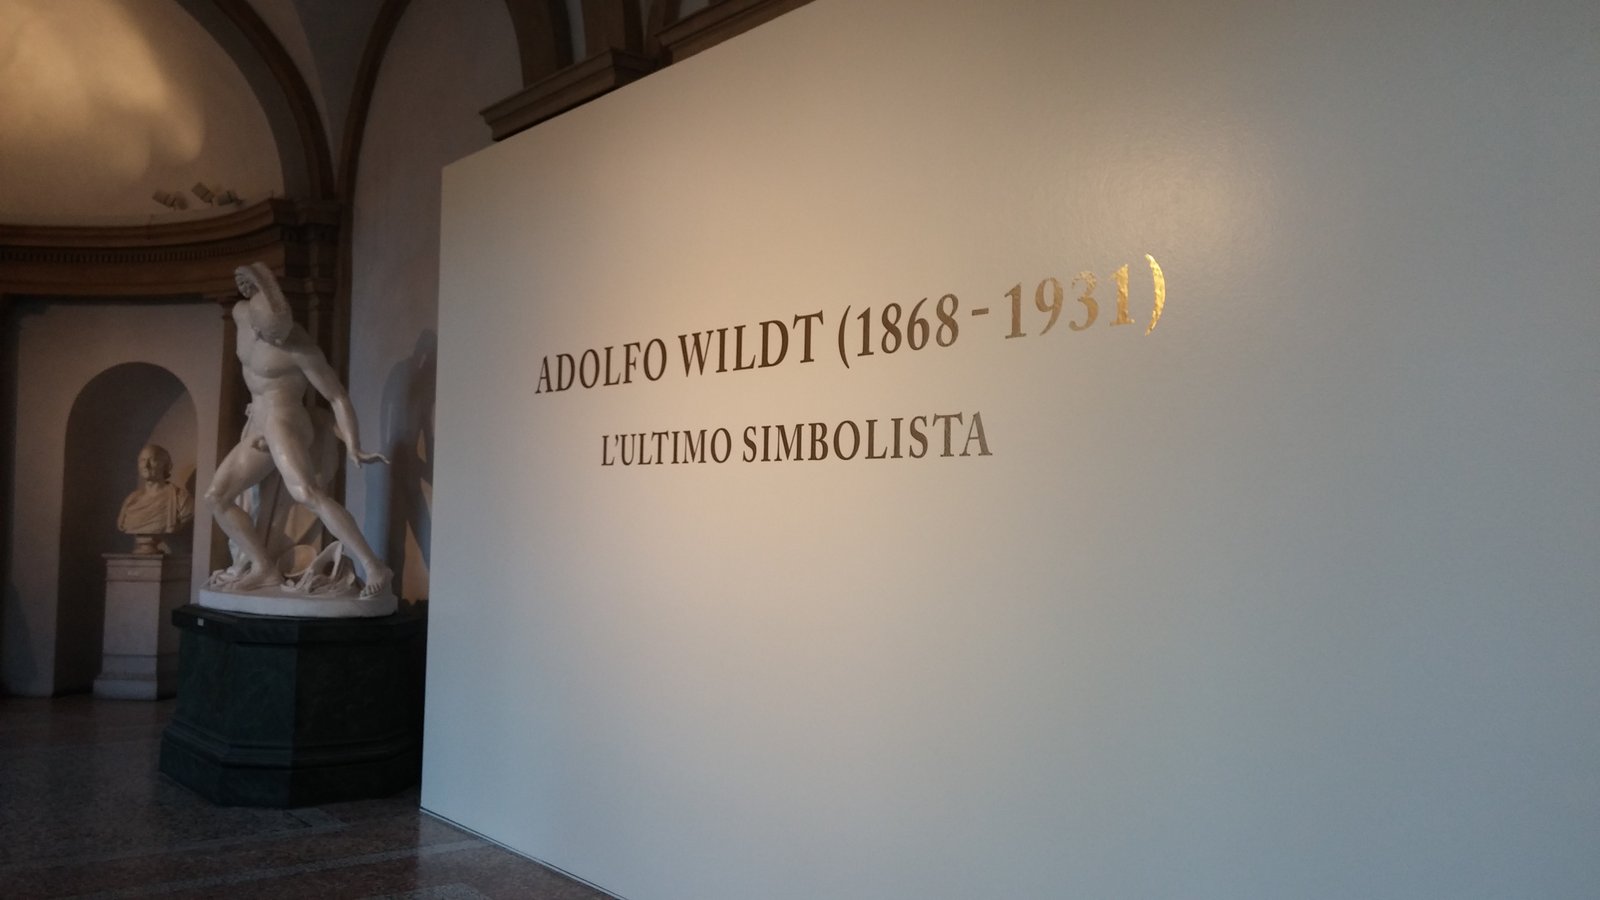 ADOLFO WILDT (1868 - 1931)
L'ULTIMO SIMBOLISTA